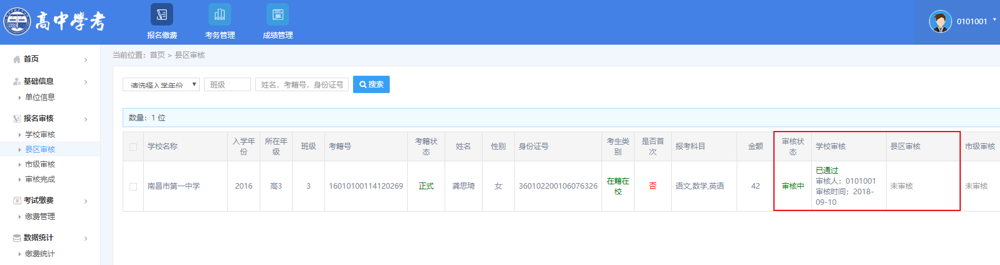 高中学考
报名缴费
考务管理
成绩管理
0101001
首页
基础信息
单位信息
报名审核
学校审核
县区审核
市级审核
审核完成
考试缴费
缴费管理
数据统计
缴费统计
当前位置：首页 > 县区审核
请选择入学年份
班级
姓名，考籍号，身份证号
搜索
数量：1 位
学校名称
入学年
份
所在年
级
班级
考籍号
考籍状
态
姓名
性别
身份证号
考生类
别
是否首
次
报考科目
金额
审核状
态
学校审核
县区审核
市级审核
南昌市第一中学
2016
高3
3
16010100114120269
正式
龚思琦
女
360102200106076326
在籍在
校
否
语文,数学,英语
42
审核中
已通过
审核人：0101001
审核时间：2018-
09-10
未审核
未审核